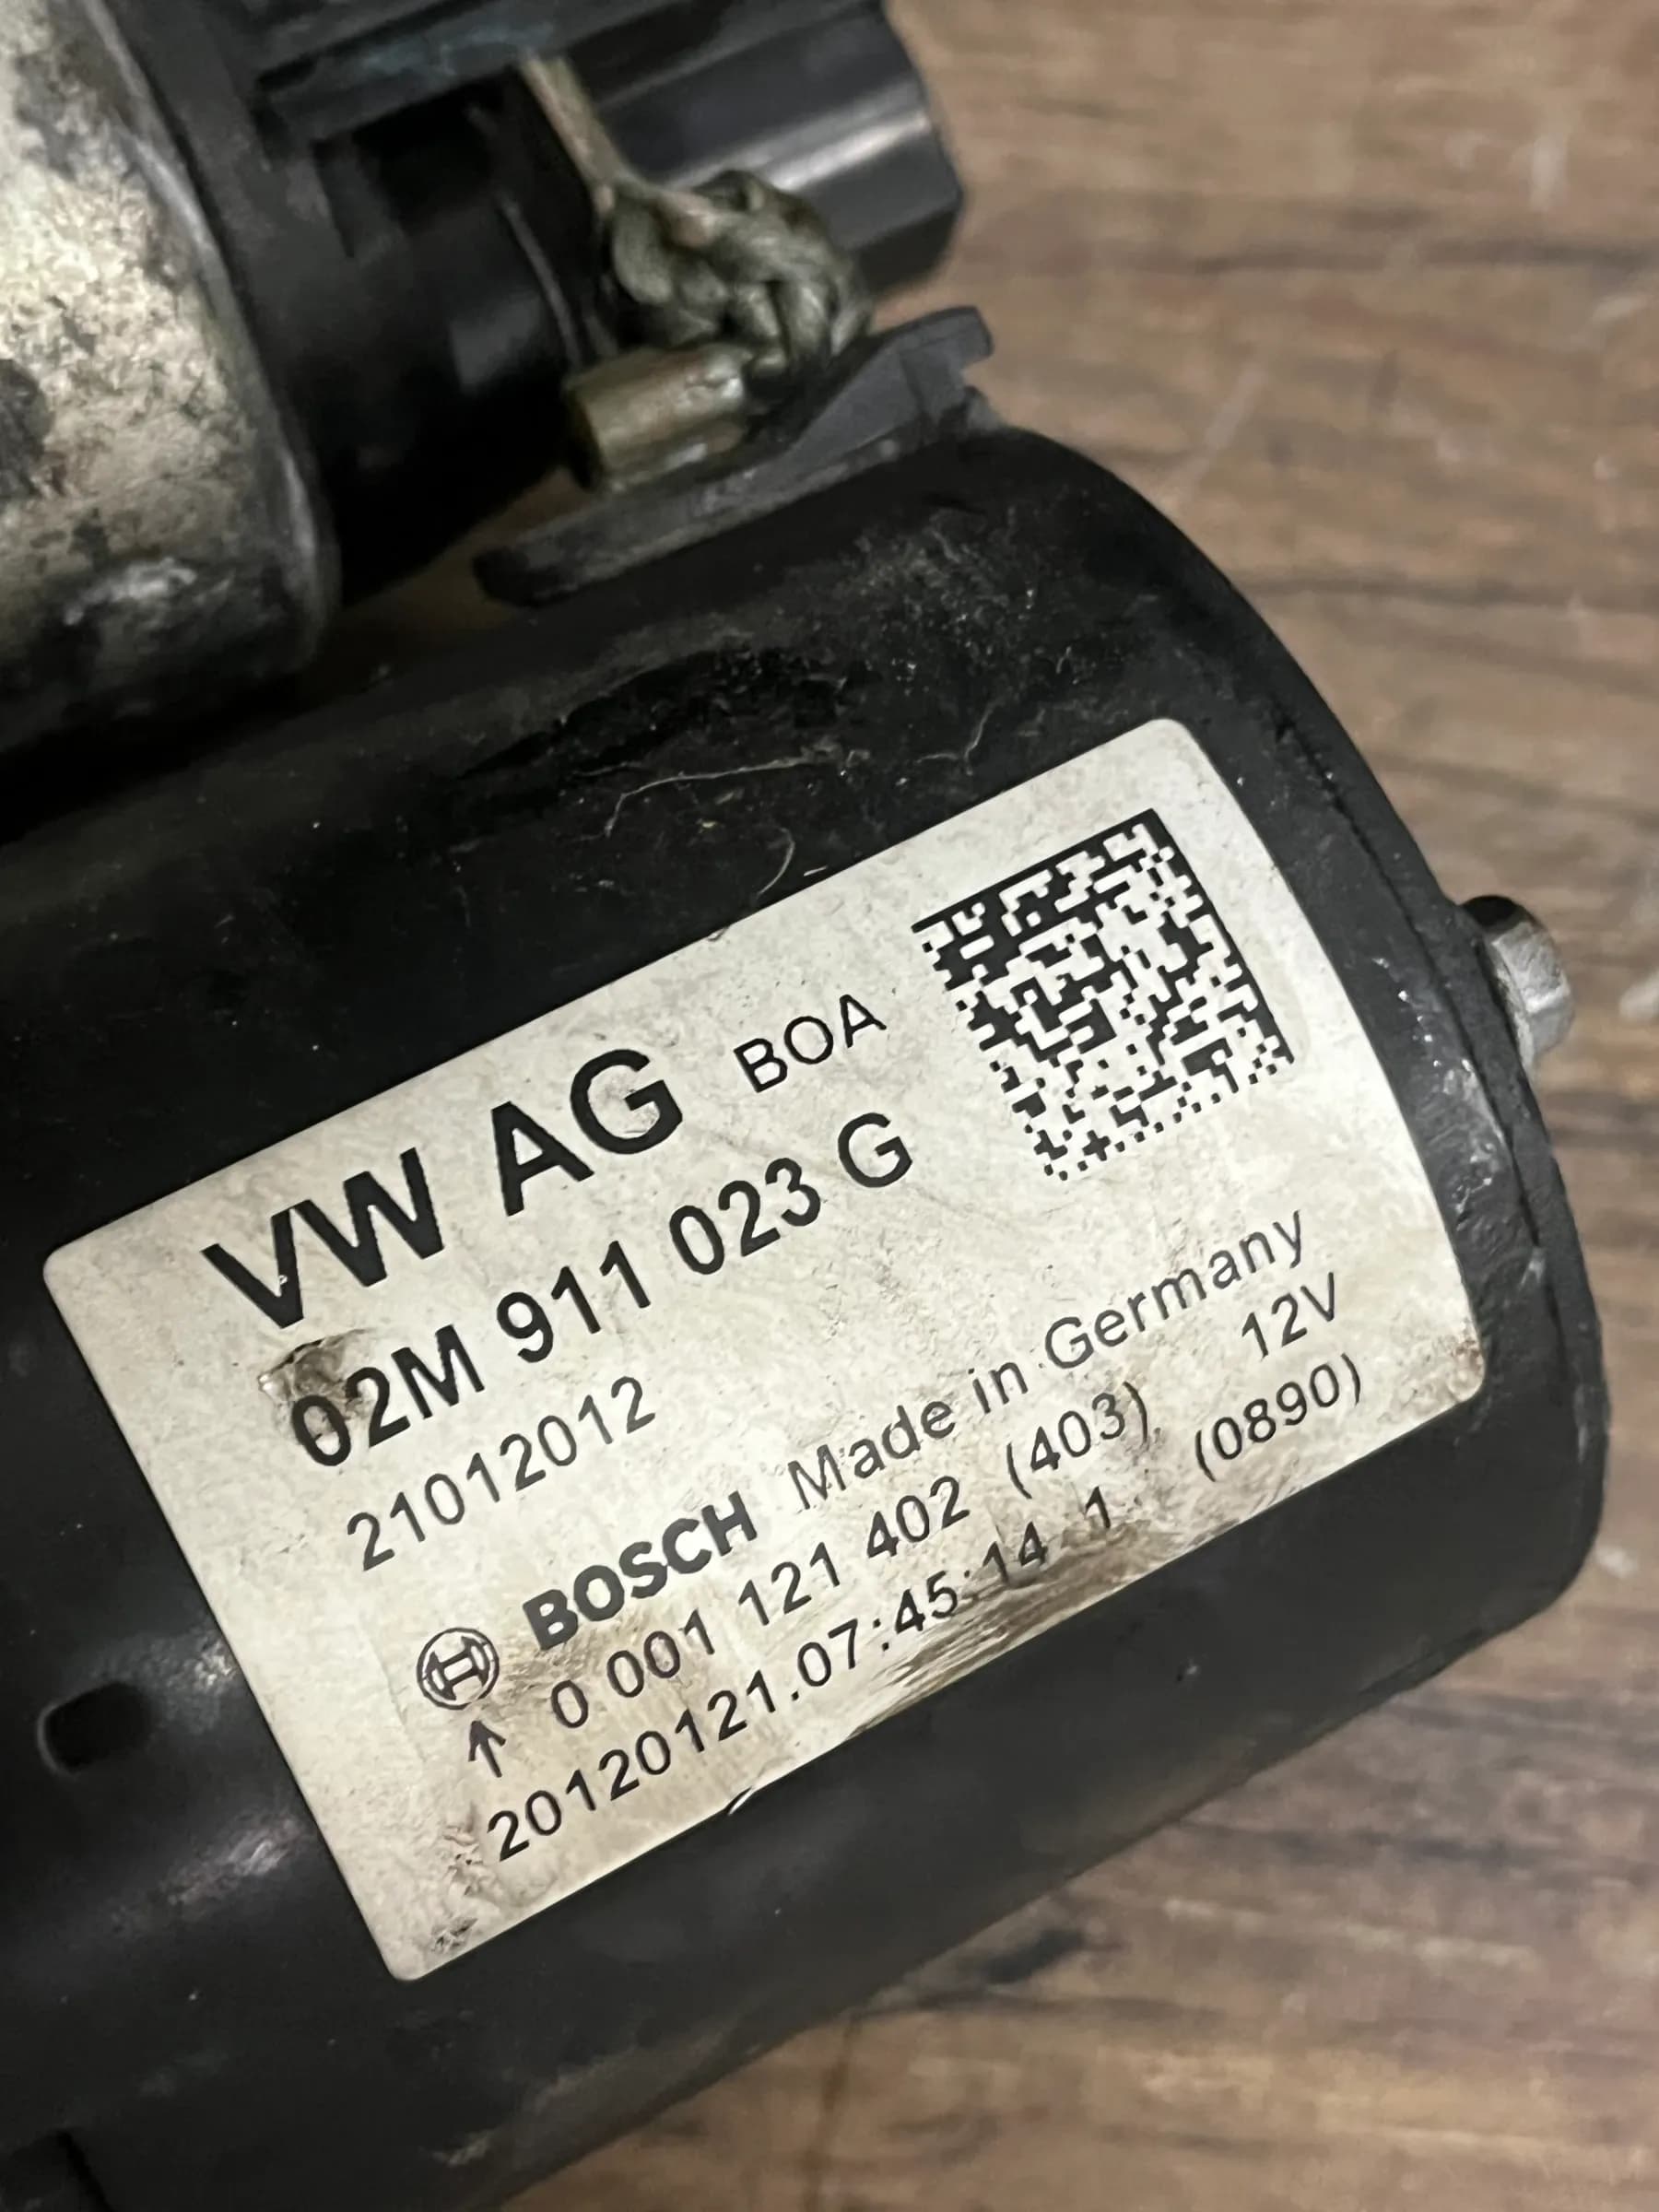 VW AG BOA
02M 911 023 G
21012012
BOSCH Made in Germany
0 001 121 402 (403) 12V
20120121.07:45:14 1 (0890)